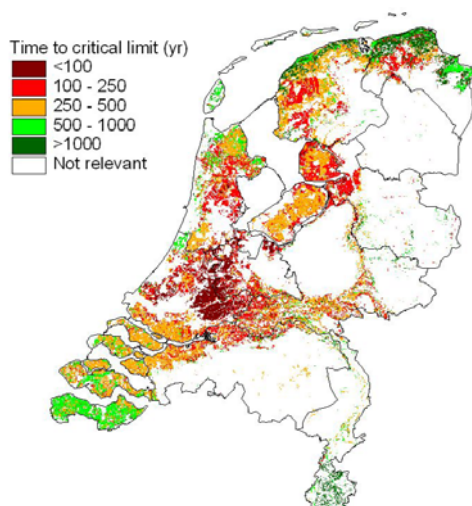 Time to critical limit (yr)
<100
100 - 250
250 - 500
500 - 1000
>1000
Not relevant